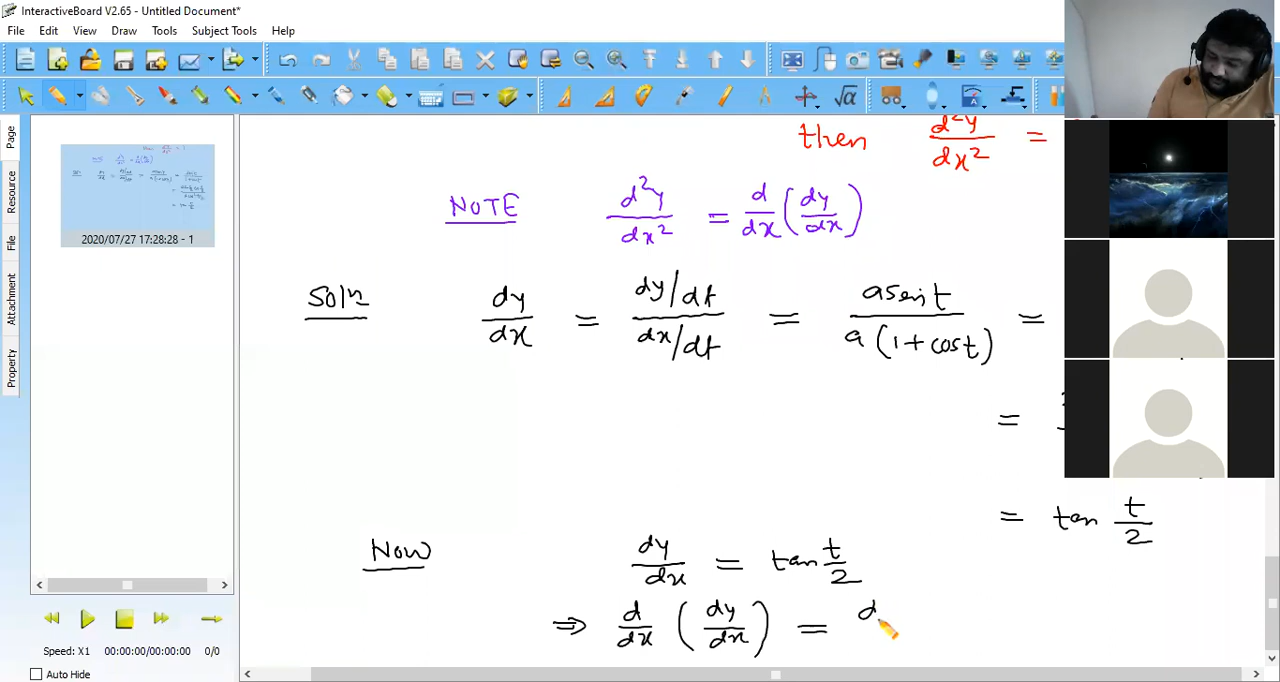 InteractiveBoard V2.65 - Untitled Document*
File Edit View Draw Tools Subject Tools Help
Page
Resource
File
Attachment
Property
2020/07/27 17:28:28 - 1
Speed: X1 00:00:00/00:00:00 0/0
Auto Hide
then d²y/dx² =
NOTE d²y/dx² = d/dx (dy/dx)
Soln dy/dx = dy/dt / dx/dt = a sin t / a(1+cost) =
=
= tan t/2
Now dy/dx = tan t/2
⇒ d/dx (dy/dx) = d